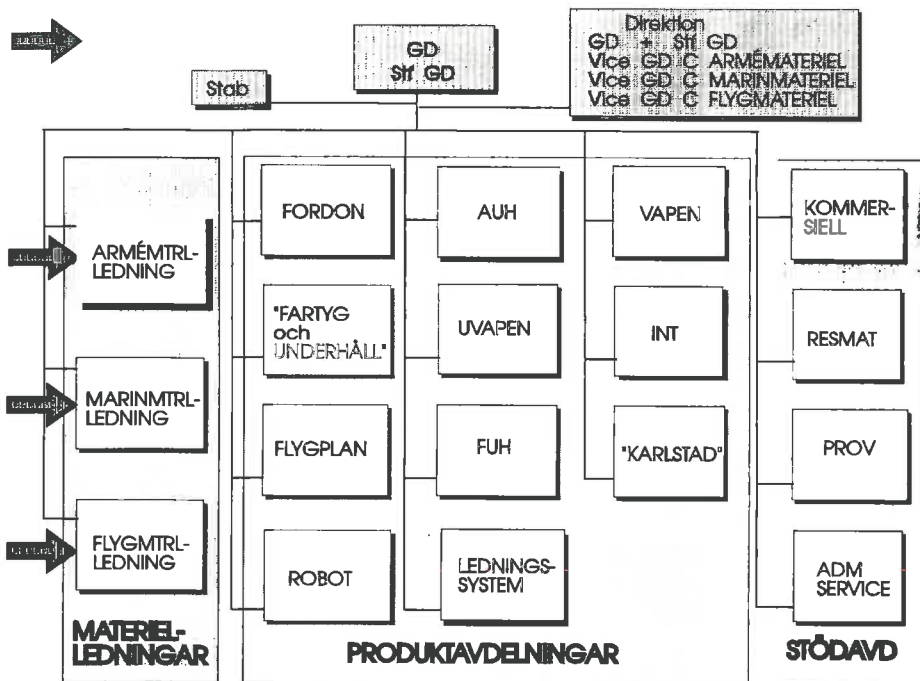 Direktion
GD + Stf GD
Vice GD C ARMÉMATERIEL
Vice GD C MARINMATERIEL
Vice GD C FLYGMATERIEL
GD
Stf GD
Stab
ARMÉMTRL-
LEDNING
MARINMTRL-
LEDNING
FLYGMTRL-
LEDNING
MATERIEL-
LEDNINGAR
FORDON
"FARTYG
och
UNDERHÅLL"
FLYGPLAN
ROBOT
AUH
UVAPEN
FUH
LEDNINGS-
SYSTEM
VAPEN
INT
"KARLSTAD"
PRODUKTAVDELNINGAR
KOMMER-
SIELL
RESMAT
PROV
ADM
SERVICE
STÖDAVD